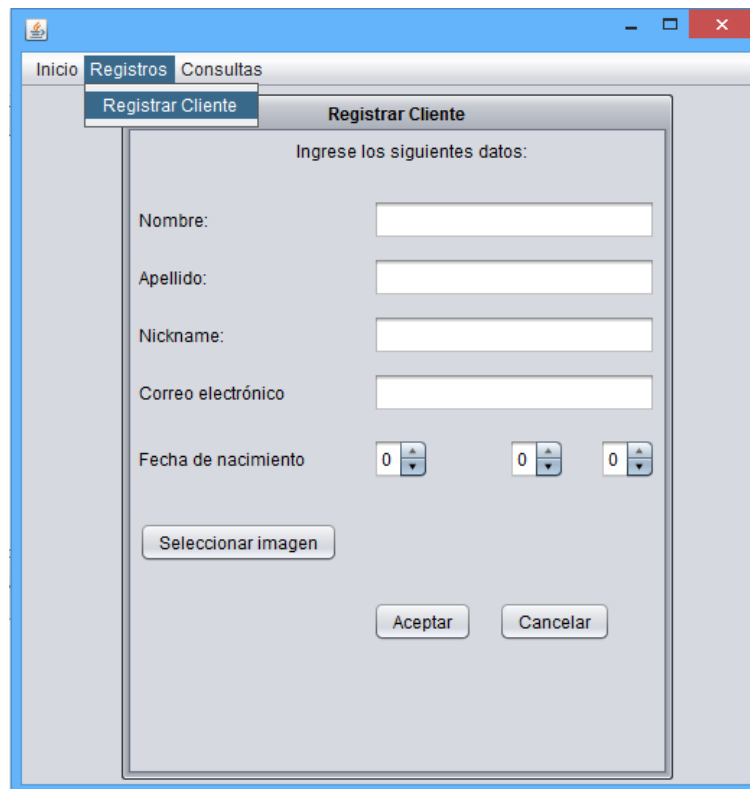 Inicio Registros Consultas
Registrar Cliente
Registrar Cliente
Ingrese los siguientes datos:
Nombre:
Apellido:
Nickname:
Correo electrónico
Fecha de nacimiento 0 0 0
Seleccionar imagen
Aceptar Cancelar